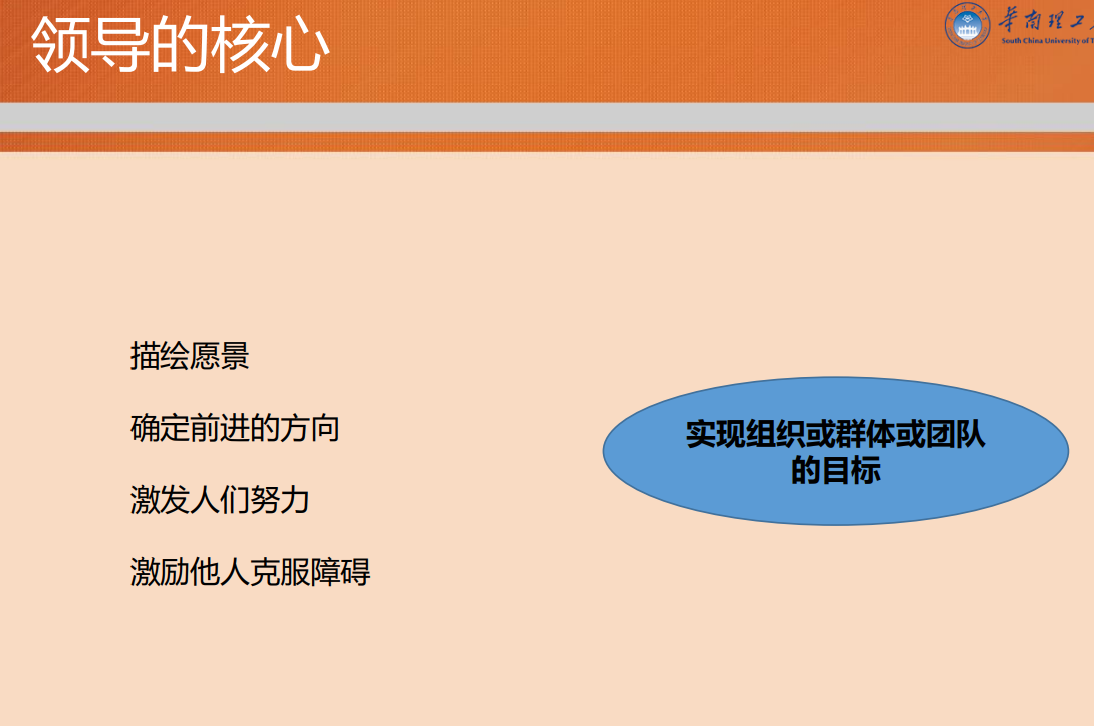 领导的核心
华南理工
South China University of T
描绘愿景
确定前进的方向
激发人们努力
激励他人克服障碍
实现组织或群体或团队
的目标